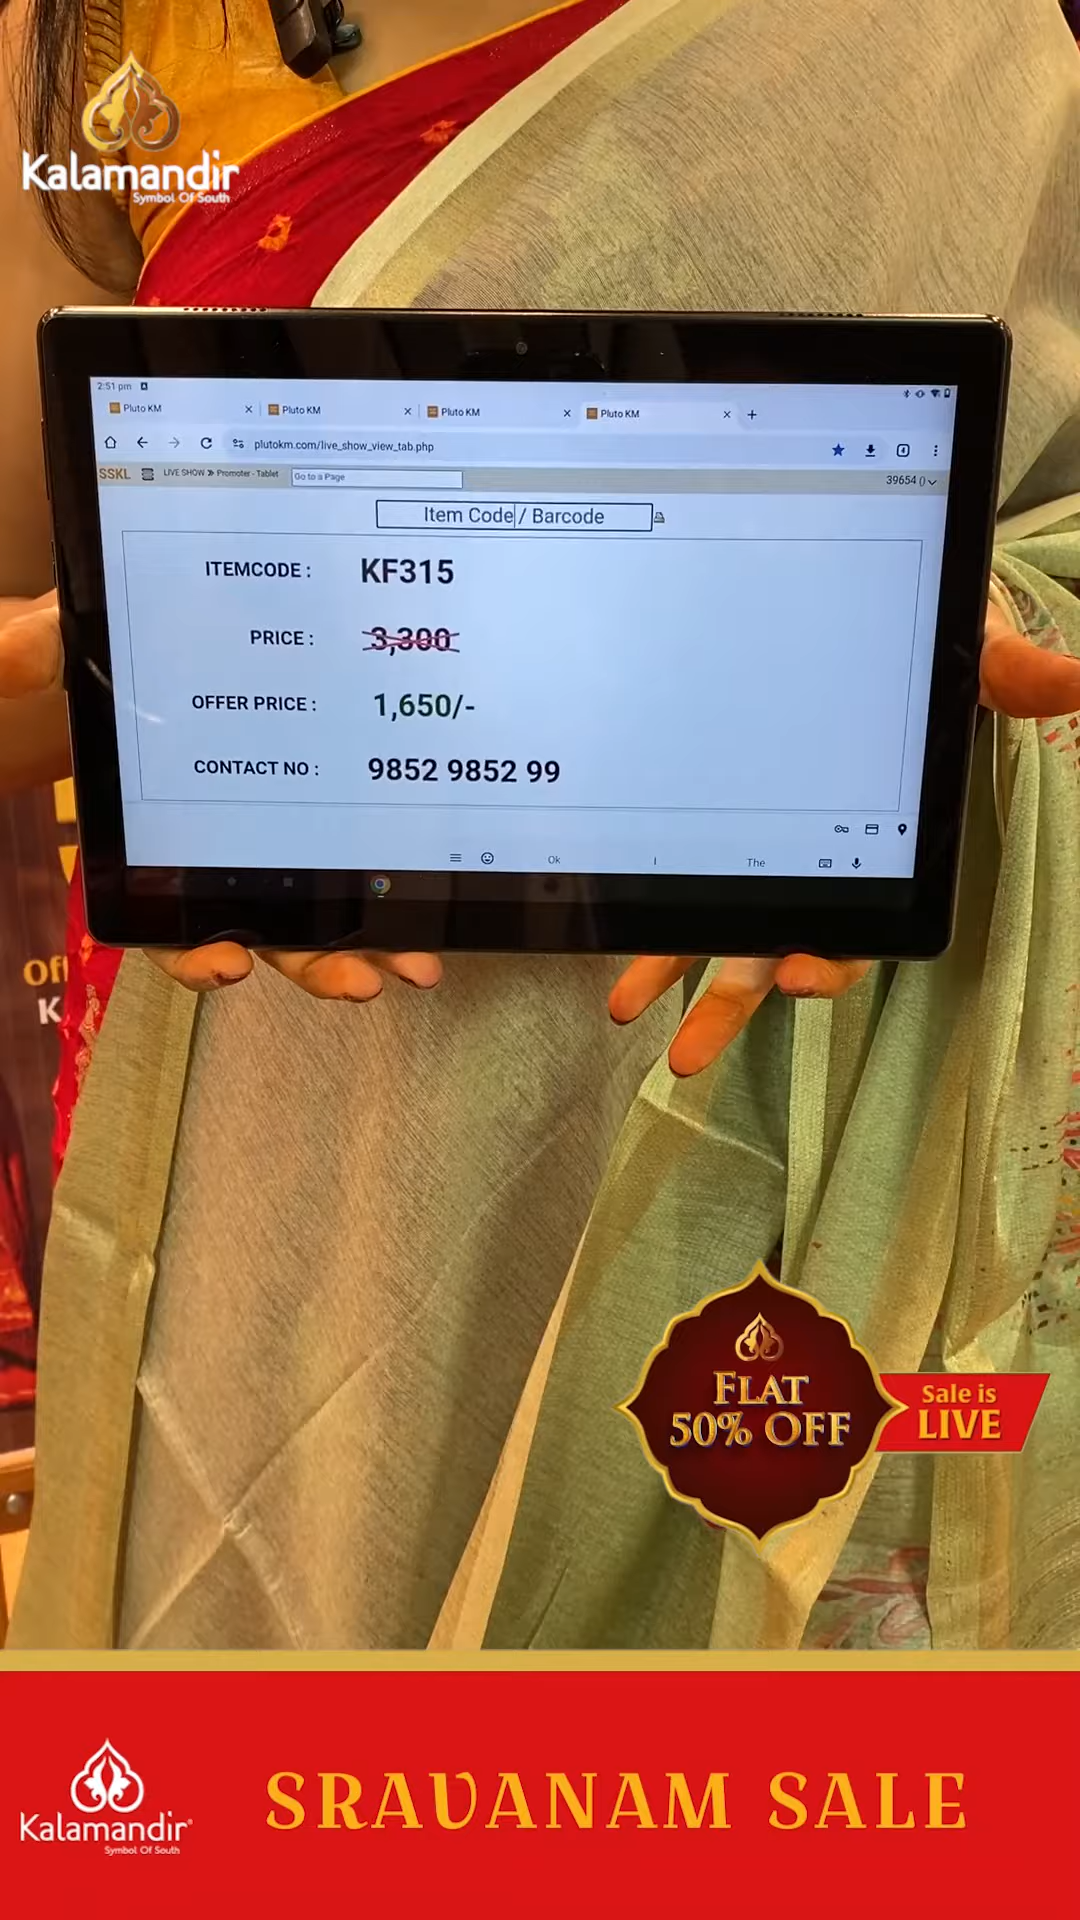 Kalamandir
Symbol Of South
2:51 pm
Pluto KM
Pluto KM
Pluto KM
Pluto KM
plutokm.com/live_show_view_tab.php
SSKL
LIVE SHOW » Promoter - Tablet
Go to a Page
39654 ()
Item Code / Barcode
ITEMCODE : KF315
PRICE : 3,300
OFFER PRICE : 1,650/-
CONTACT NO : 9852 9852 99
Ok
I
The
Off
K
FLAT
50% OFF
Sale is
LIVE
Kalamandir
Symbol Of South
SRAVANAM SALE